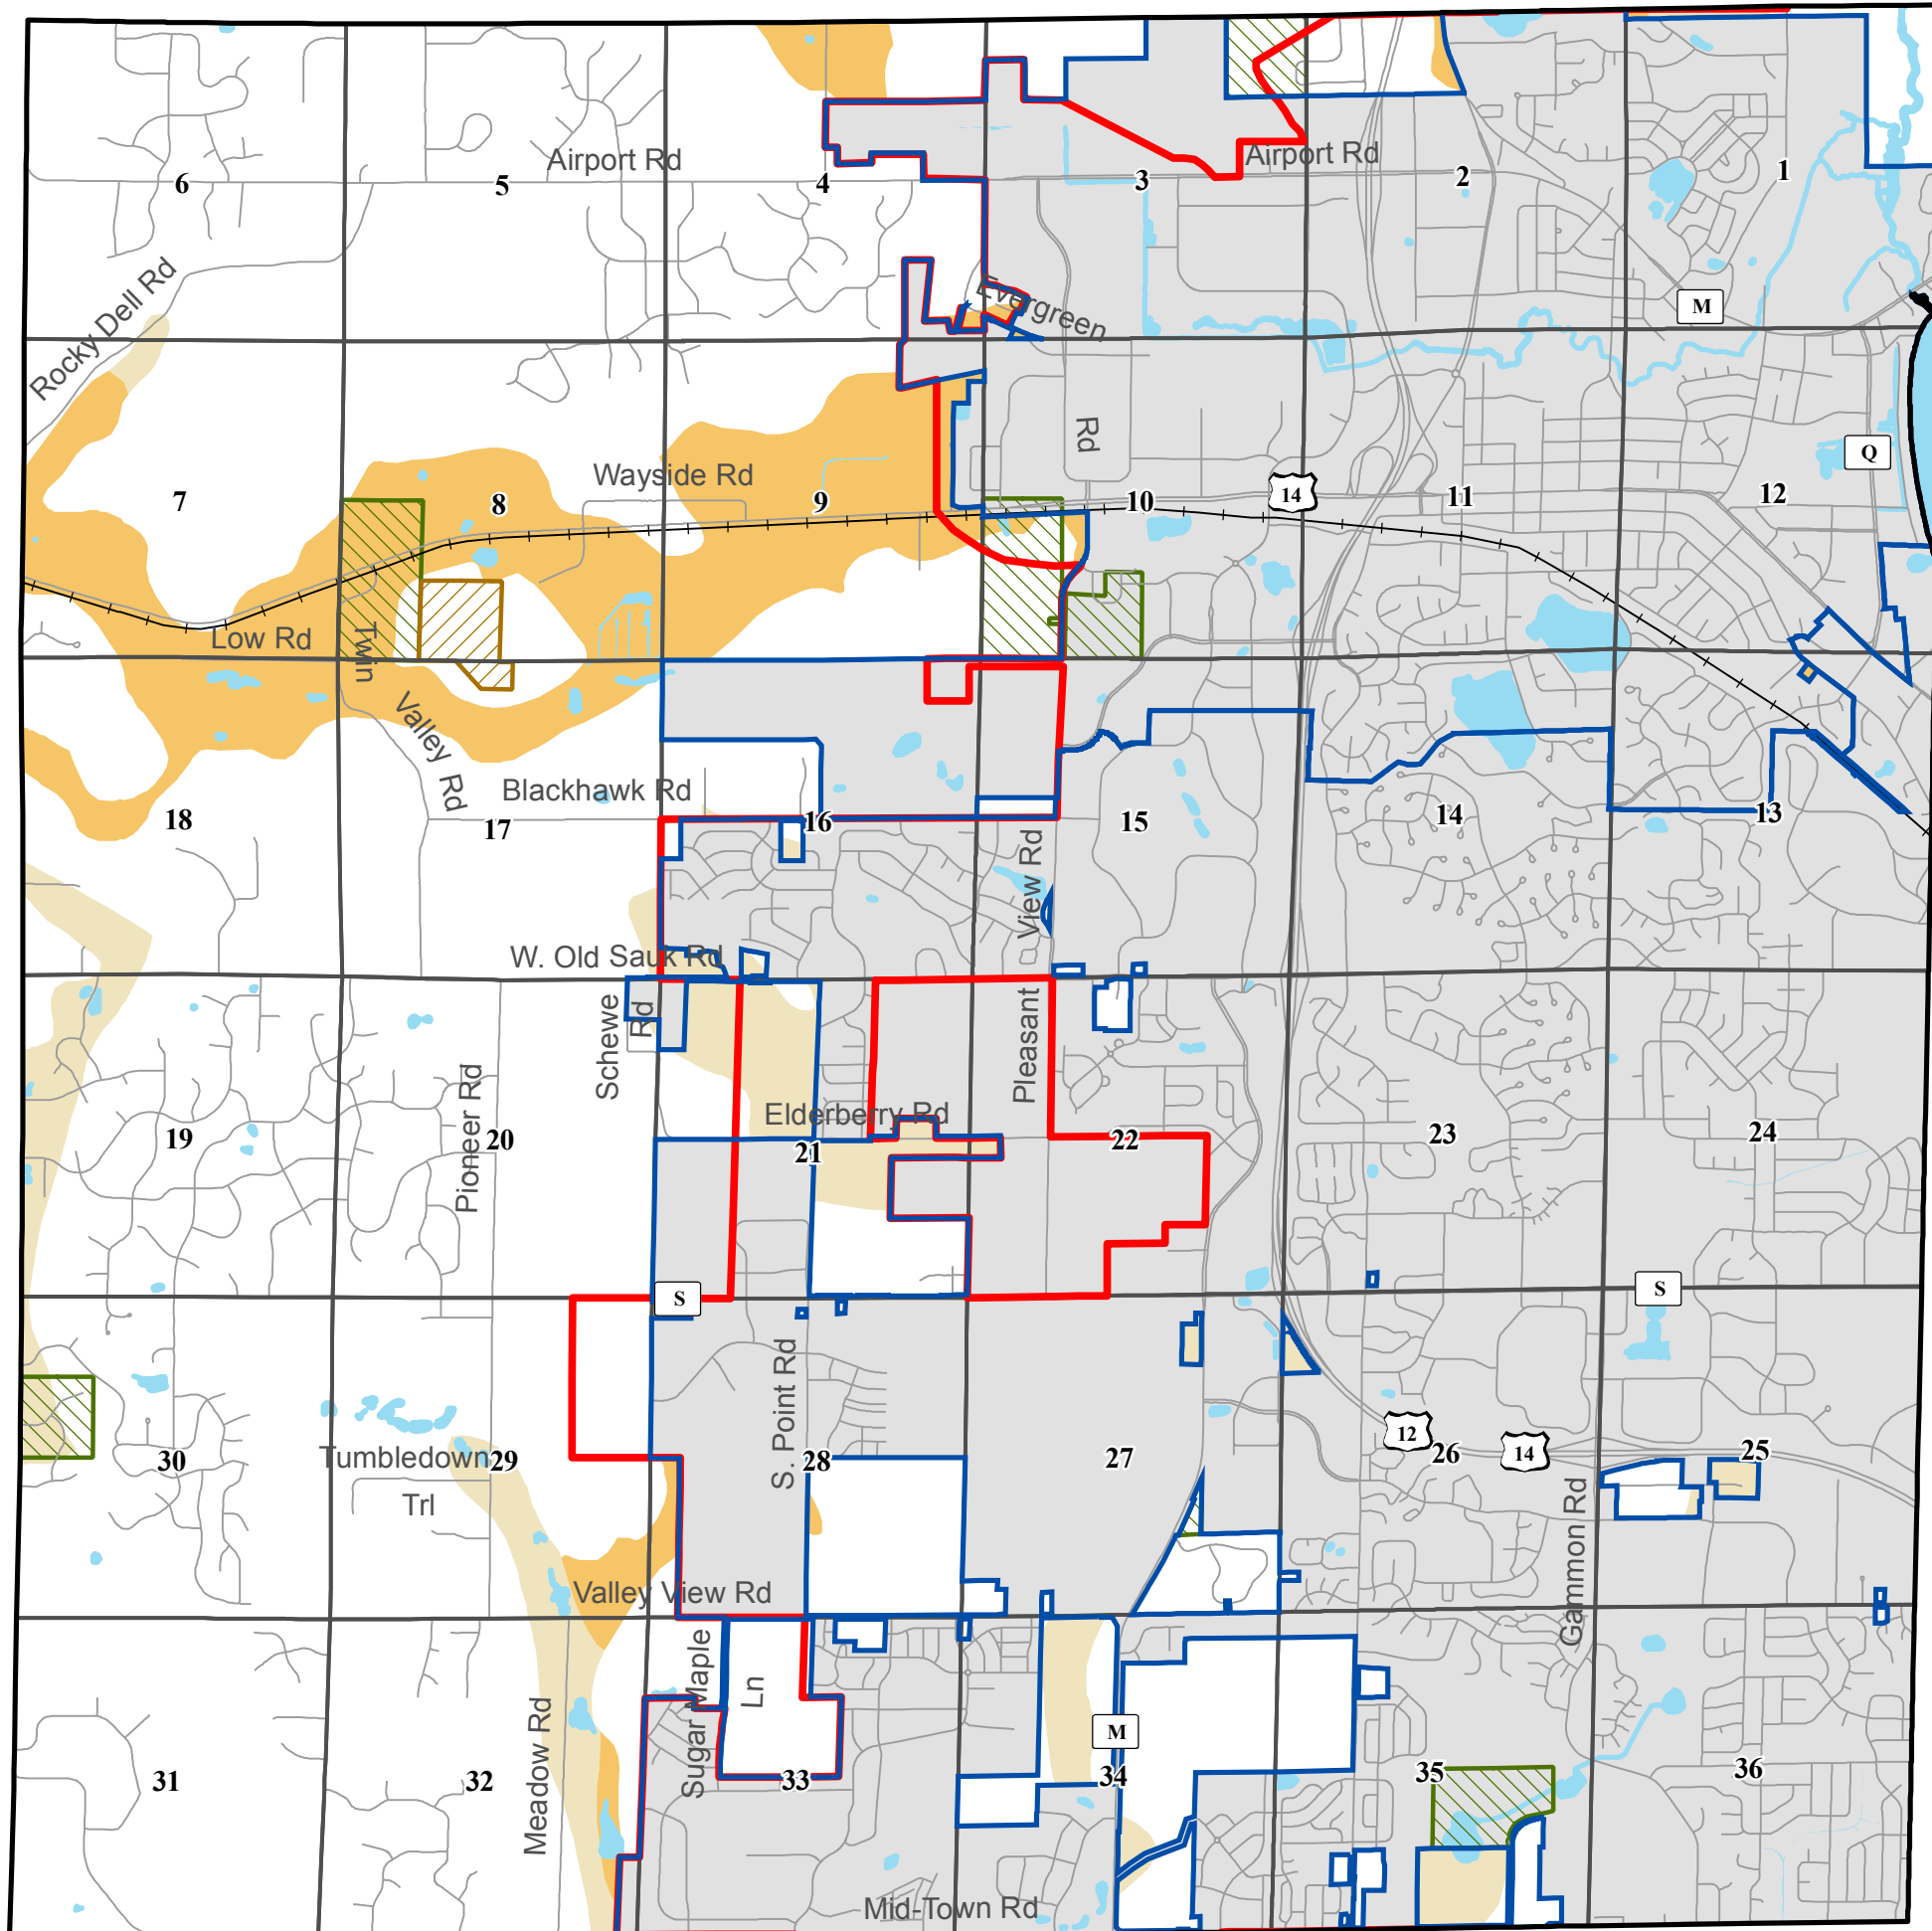 Airport Rd
Airport Rd
6
5
4
3
2
1
Rocky Dell Rd
Evergreen
M
Rd
Q
Wayside Rd
7
8
9
10
14
11
12
Low Rd
Twin
Valley Rd
Blackhawk Rd
18
17
16
15
14
13
View Rd
W. Old Sauk Rd
Schewe
Rd
Pleasant
Pioneer Rd
Elderberry Rd
19
20
21
22
23
24
S
S
S. Point Rd
Tumbledown
Trl
30
29
28
27
12
26
14
25
Gammon Rd
Valley View Rd
Sugar Maple
Ln
Meadow Rd
M
31
32
33
34
35
36
Mid-Town Rd